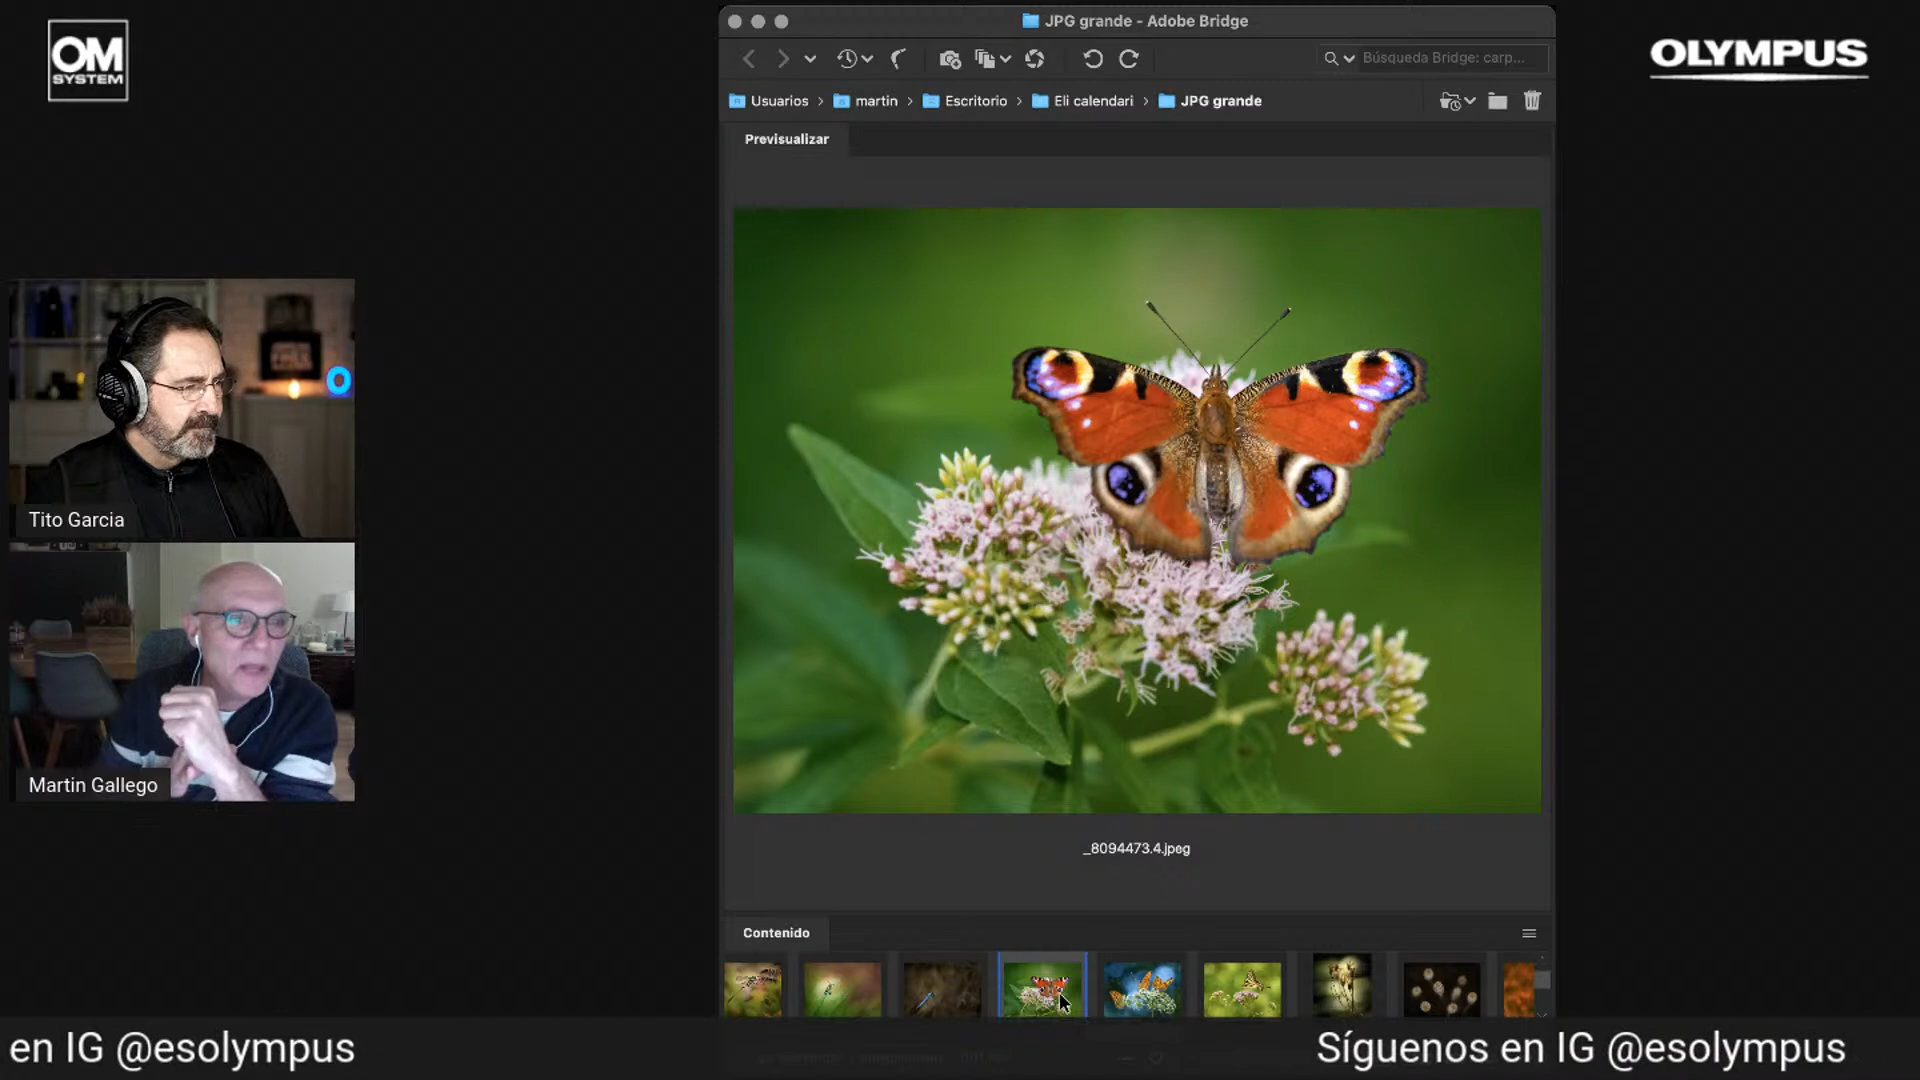 OM
SYSTEM
JPG grande - Adobe Bridge
OLYMPUS
Búsqueda Bridge: carp...
Usuarios > martin > Escritorio > Eli calendari > JPG grande
Previsualizar
Tito Garcia
Martin Gallego
_8094473.4.jpeg
Contenido
en IG @esolympus
Síguenos en IG @esolympus